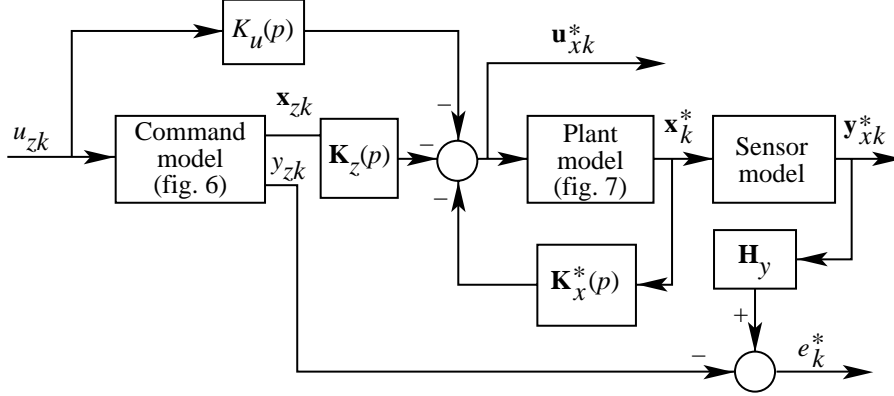 K_u(p)
u*_xk
–
x_zk
u_zk
Command
model
(fig. 6)
y_zk
K_z(p)
–
–
Plant
model
(fig. 7)
x*_k
Sensor
model
y*_xk
K*_x(p)
H_y
+
–
e*_k